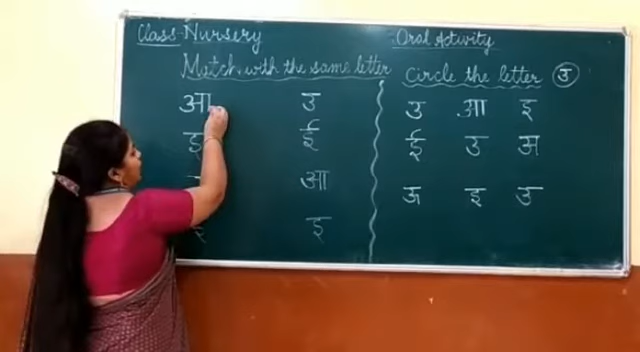 Class-Nursery
Oral Activity
Match with the same letter
Circle the letter उ
आ उ
इ ई
आ
ई इ
उ आ इ
ई उ अ
ऊ इ उ